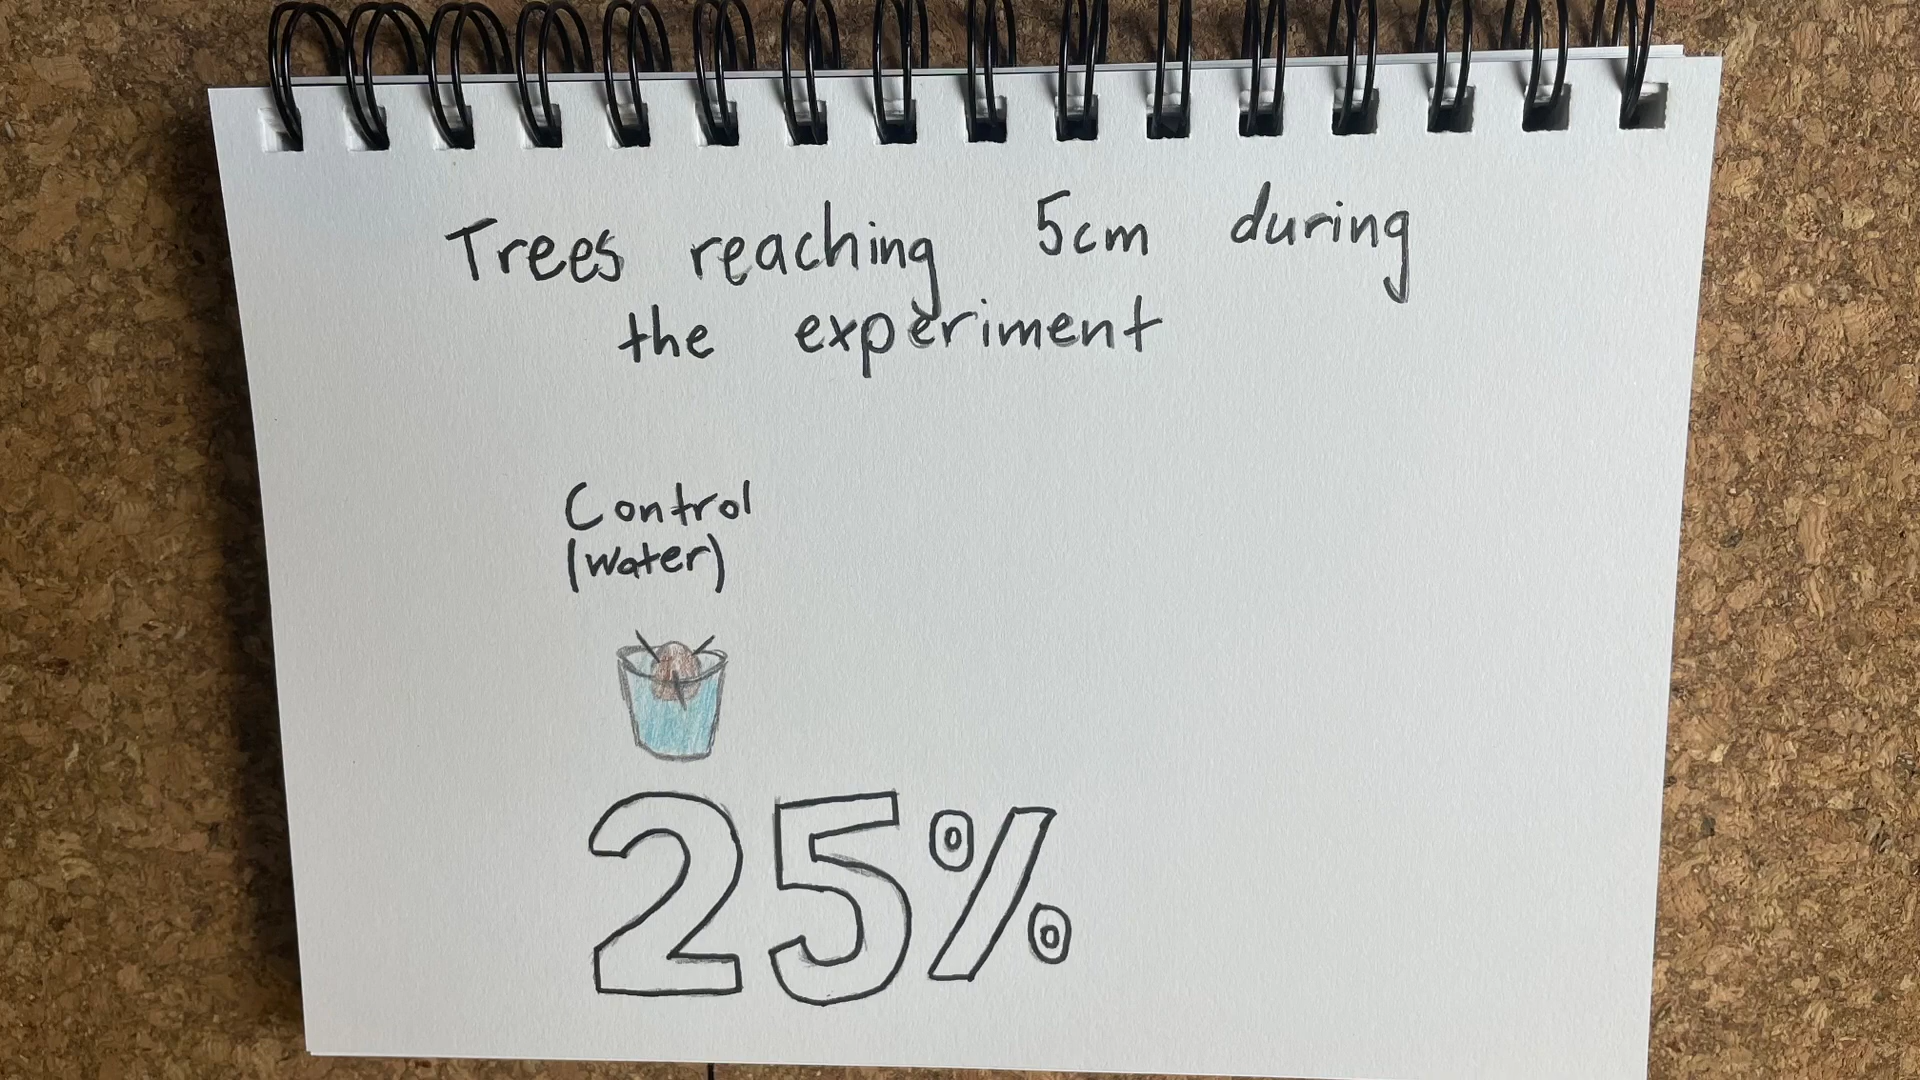 Trees reaching 5cm during
the experiment
Control
(water)
25%